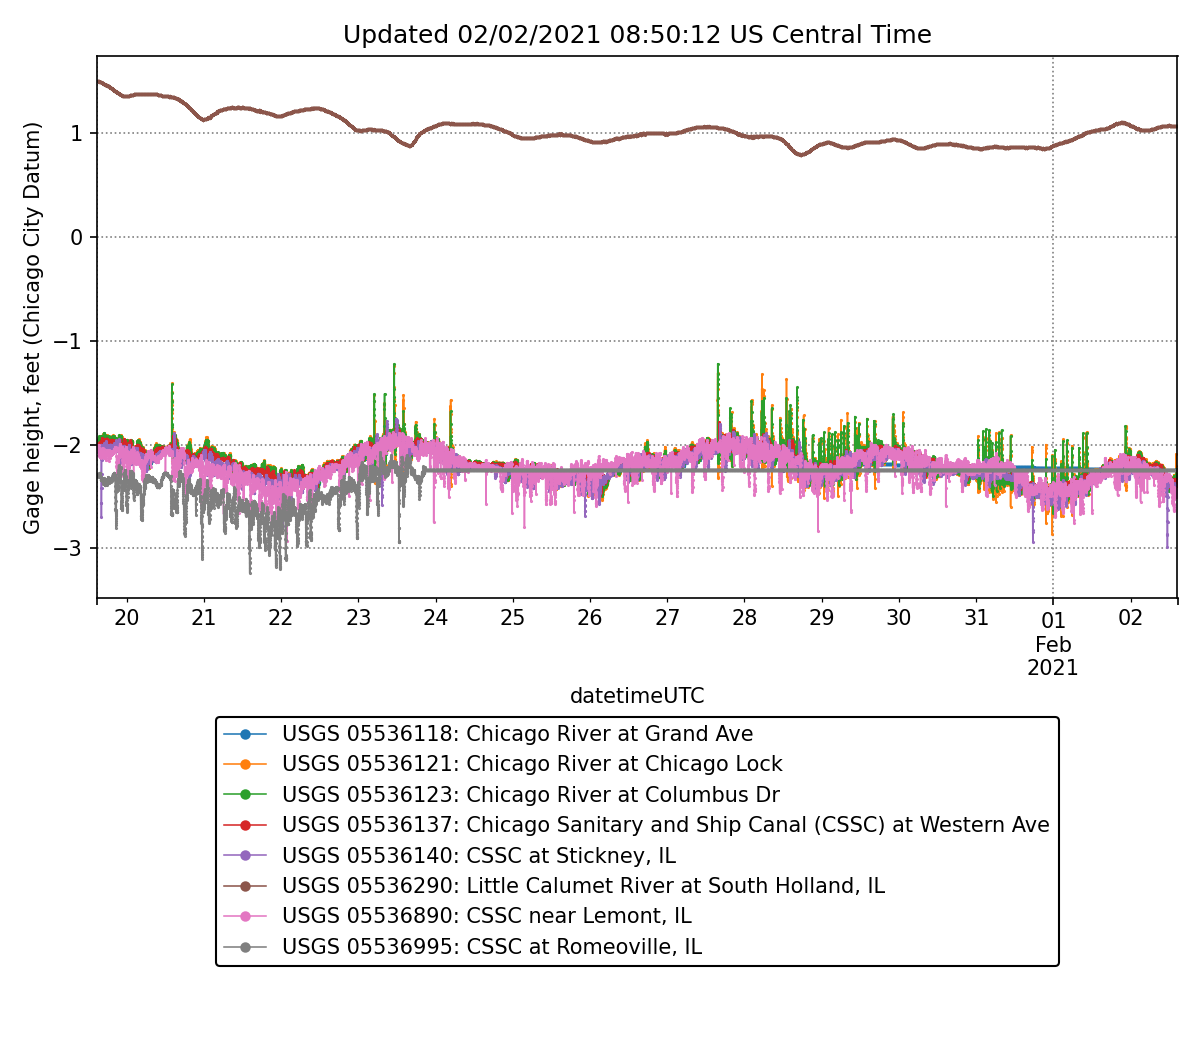 Updated 02/02/2021 08:50:12 US Central Time
Gage height, feet (Chicago City Datum)
1
0
−1
−2
−3
20 21 22 23 24 25 26 27 28 29 30 31 01 02
Feb
2021
datetimeUTC
USGS 05536118: Chicago River at Grand Ave
USGS 05536121: Chicago River at Chicago Lock
USGS 05536123: Chicago River at Columbus Dr
USGS 05536137: Chicago Sanitary and Ship Canal (CSSC) at Western Ave
USGS 05536140: CSSC at Stickney, IL
USGS 05536290: Little Calumet River at South Holland, IL
USGS 05536890: CSSC near Lemont, IL
USGS 05536995: CSSC at Romeoville, IL